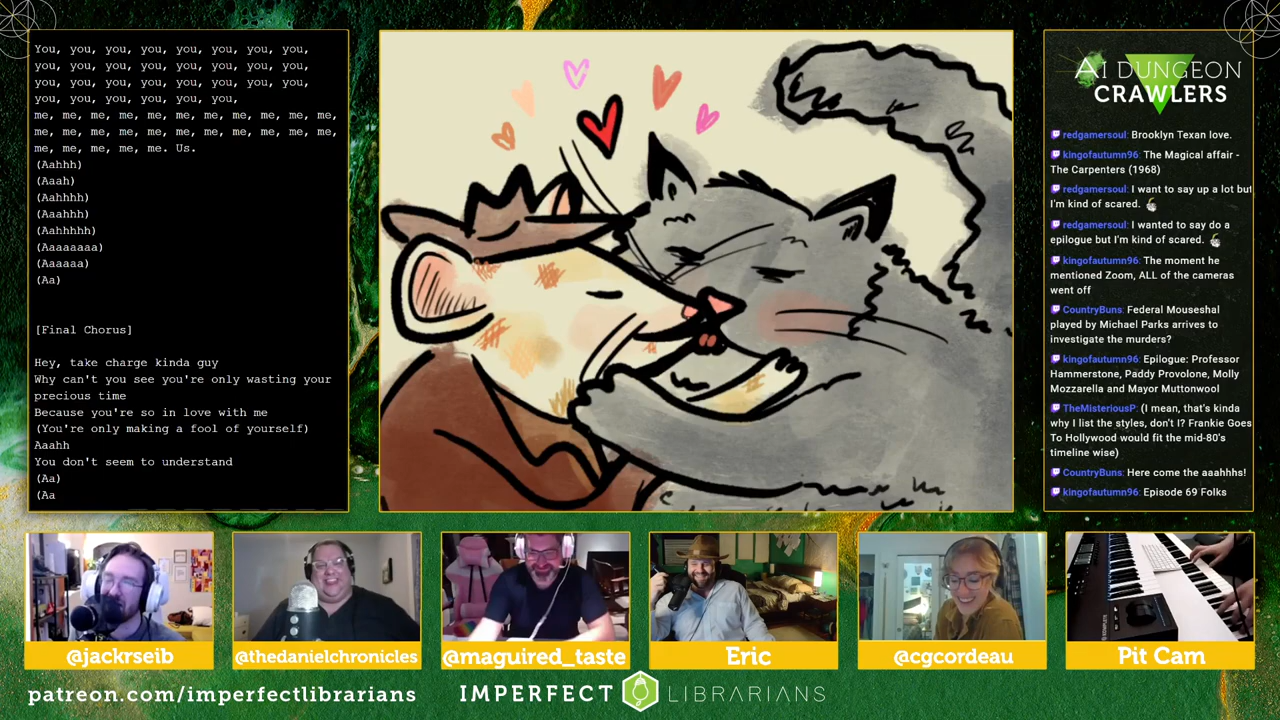 You, you, you, you, you, you, you, you,
you, you, you, you, you, you, you, you,
you, you, you, you, you, you, you, you,
you, you, you, you, you, you,
me, me, me, me, me, me, me, me, me, me, me,
me, me, me, me, me, me, me, me, me, me, me,
me, me, me, me, me. Us.
(Aahhh)
(Aaah)
(Aahhhh)
(Aaahhh)
(Aahhhhh)
(Aaaaaaaa)
(Aaaaaa)
(Aa)
[Final Chorus]
Hey, take charge kinda guy
Why can't you see you're only wasting your
precious time
Because you're so in love with me
(You're only making a fool of yourself)
Aaahh
You don't seem to understand
(Aa)
(Aa
AI DUNGEON
CRAWLERS
redgamersoul: Brooklyn Texan love.
kingofautumn96: The Magical affair -
The Carpenters (1968)
redgamersoul: I want to say up a lot but
I'm kind of scared.
redgamersoul: I wanted to say do a
epilogue but I'm kind of scared.
kingofautumn96: The moment he
mentioned Zoom, ALL of the cameras
went off
CountryBuns: Federal Mouseshal
played by Michael Parks arrives to
investigate the murders?
kingofautumn96: Epilogue: Professor
Hammerstone, Paddy Provolone, Molly
Mozzarella and Mayor Muttonwool
TheMisteriousP: (I mean, that's kinda
why I list the styles, don't I? Frankie Goes
To Hollywood would fit the mid-80's
timeline wise)
CountryBuns: Here come the aaahhhs!
kingofautumn96: Episode 69 Folks
@jackrseib
@thedanielchronicles
@maguired_taste
Eric
@cgcordeau
Pit Cam
patreon.com/imperfectlibrarians
IMPERFECT LIBRARIANS